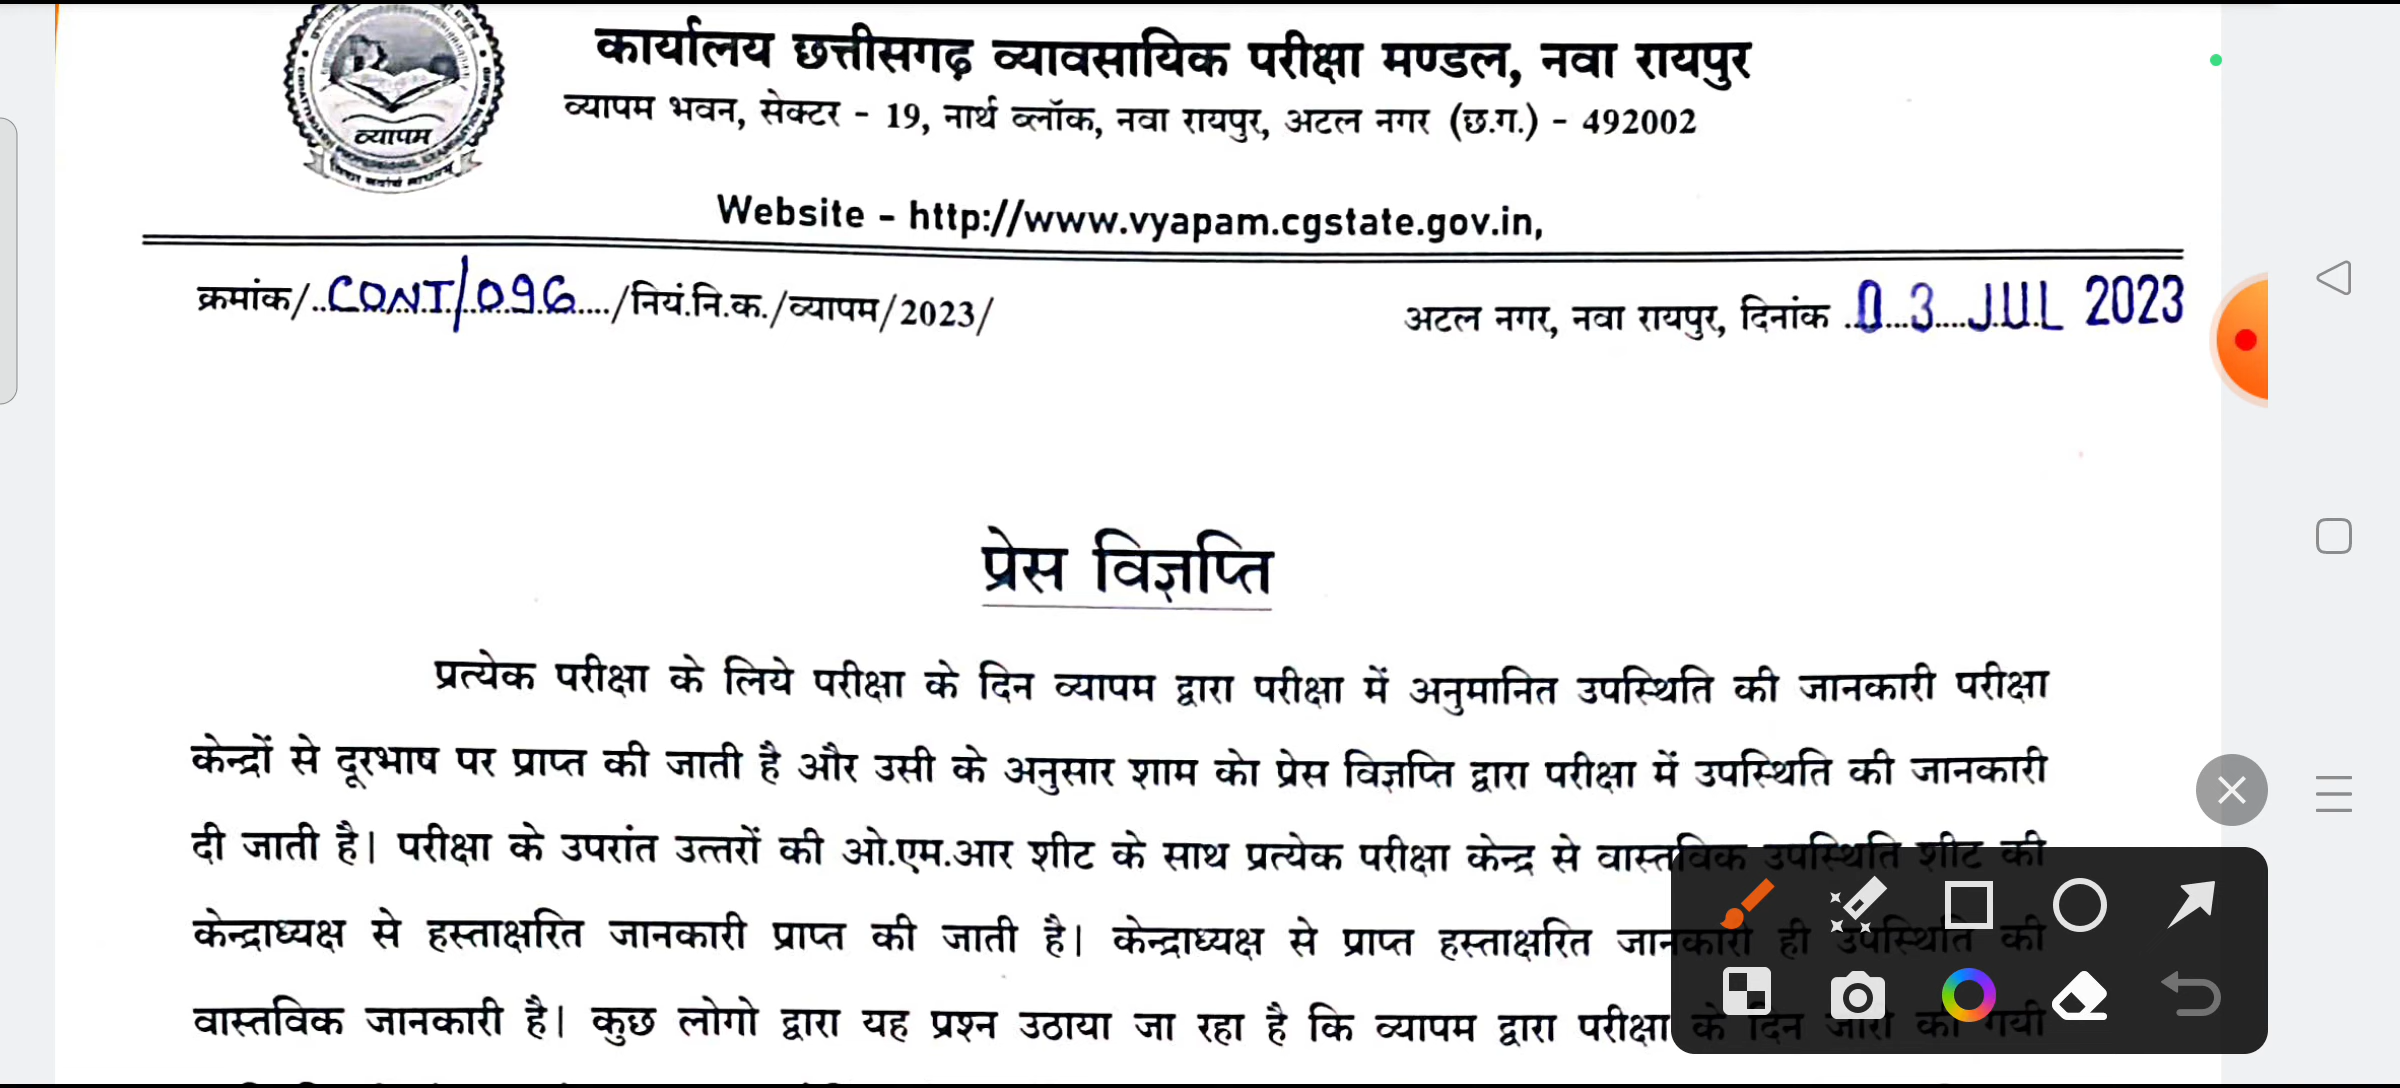 कार्यालय छत्तीसगढ़ व्यावसायिक परीक्षा मण्डल, नवा रायपुर
व्यापम भवन, सेक्टर - 19, नार्थ ब्लॉक, नवा रायपुर, अटल नगर (छ.ग.) - 492002
व्यापम
Website - http://www.vyapam.cgstate.gov.in,
क्रमांक/..CONT/096..../नियं.नि.क./व्यापम/2023/
अटल नगर, नवा रायपुर, दिनांक 03 JUL 2023
प्रेस विज्ञप्ति
प्रत्येक परीक्षा के लिये परीक्षा के दिन व्यापम द्वारा परीक्षा में अनुमानित उपस्थिति की जानकारी परीक्षा
केन्द्रों से दूरभाष पर प्राप्त की जाती है और उसी के अनुसार शाम को प्रेस विज्ञप्ति द्वारा परीक्षा में उपस्थिति की जानकारी
दी जाती है। परीक्षा के उपरांत उत्तरों की ओ.एम.आर शीट के साथ प्रत्येक परीक्षा केन्द्र से वास्तविक उपस्थिति शीट की
केन्द्राध्यक्ष से हस्ताक्षरित जानकारी प्राप्त की जाती है। केन्द्राध्यक्ष से प्राप्त हस्ताक्षरित जानकारी ही उपस्थिति की
वास्तविक जानकारी है। कुछ लोगो द्वारा यह प्रश्न उठाया जा रहा है कि व्यापम द्वारा परीक्षा के दिन जारी की गयी